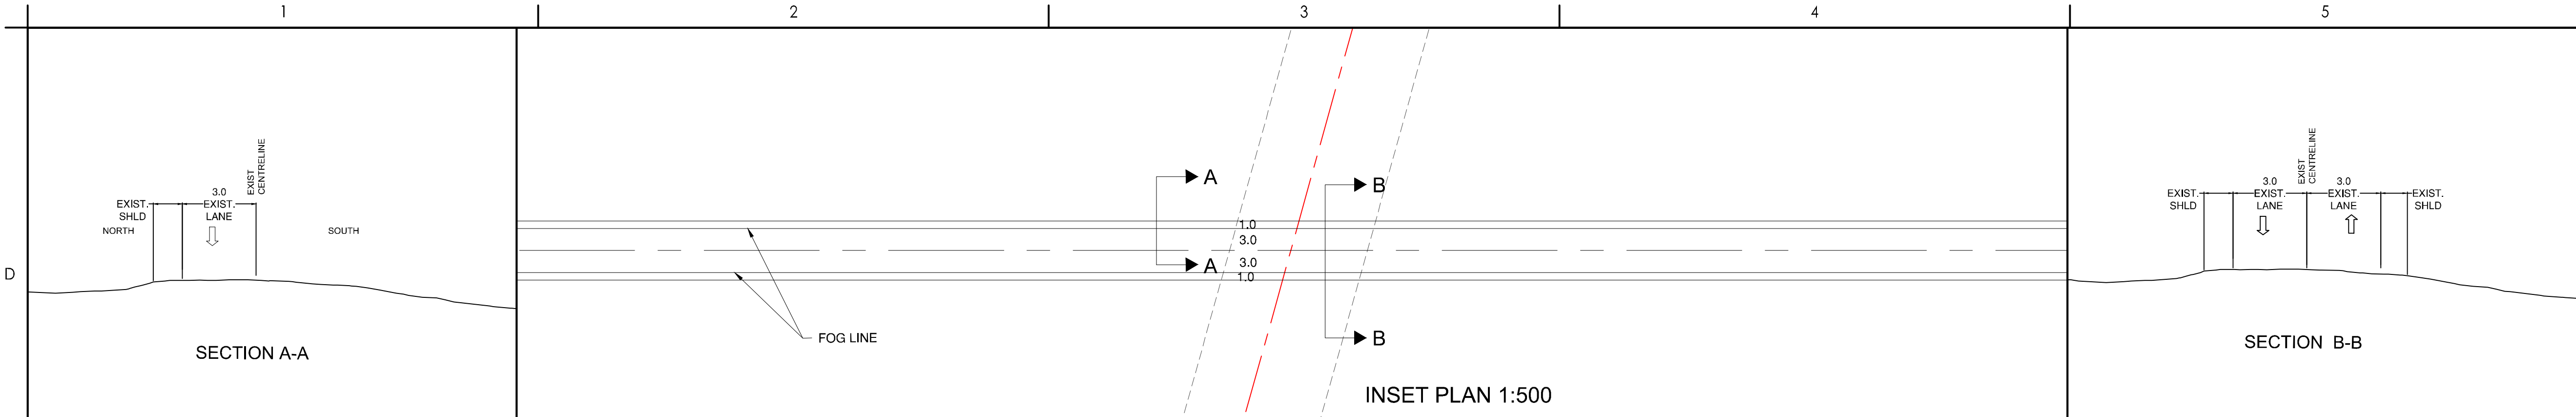 1
2
3
4
5
D
EXIST
CENTRELINE
3.0
EXIST.
SHLD
EXIST.
LANE
NORTH
SOUTH
SECTION A-A
A
A
B
B
1.0
3.0
3.0
1.0
FOG LINE
INSET PLAN 1:500
EXIST
CENTRELINE
3.0
3.0
EXIST.
SHLD
EXIST.
LANE
EXIST.
LANE
EXIST.
SHLD
SECTION B-B